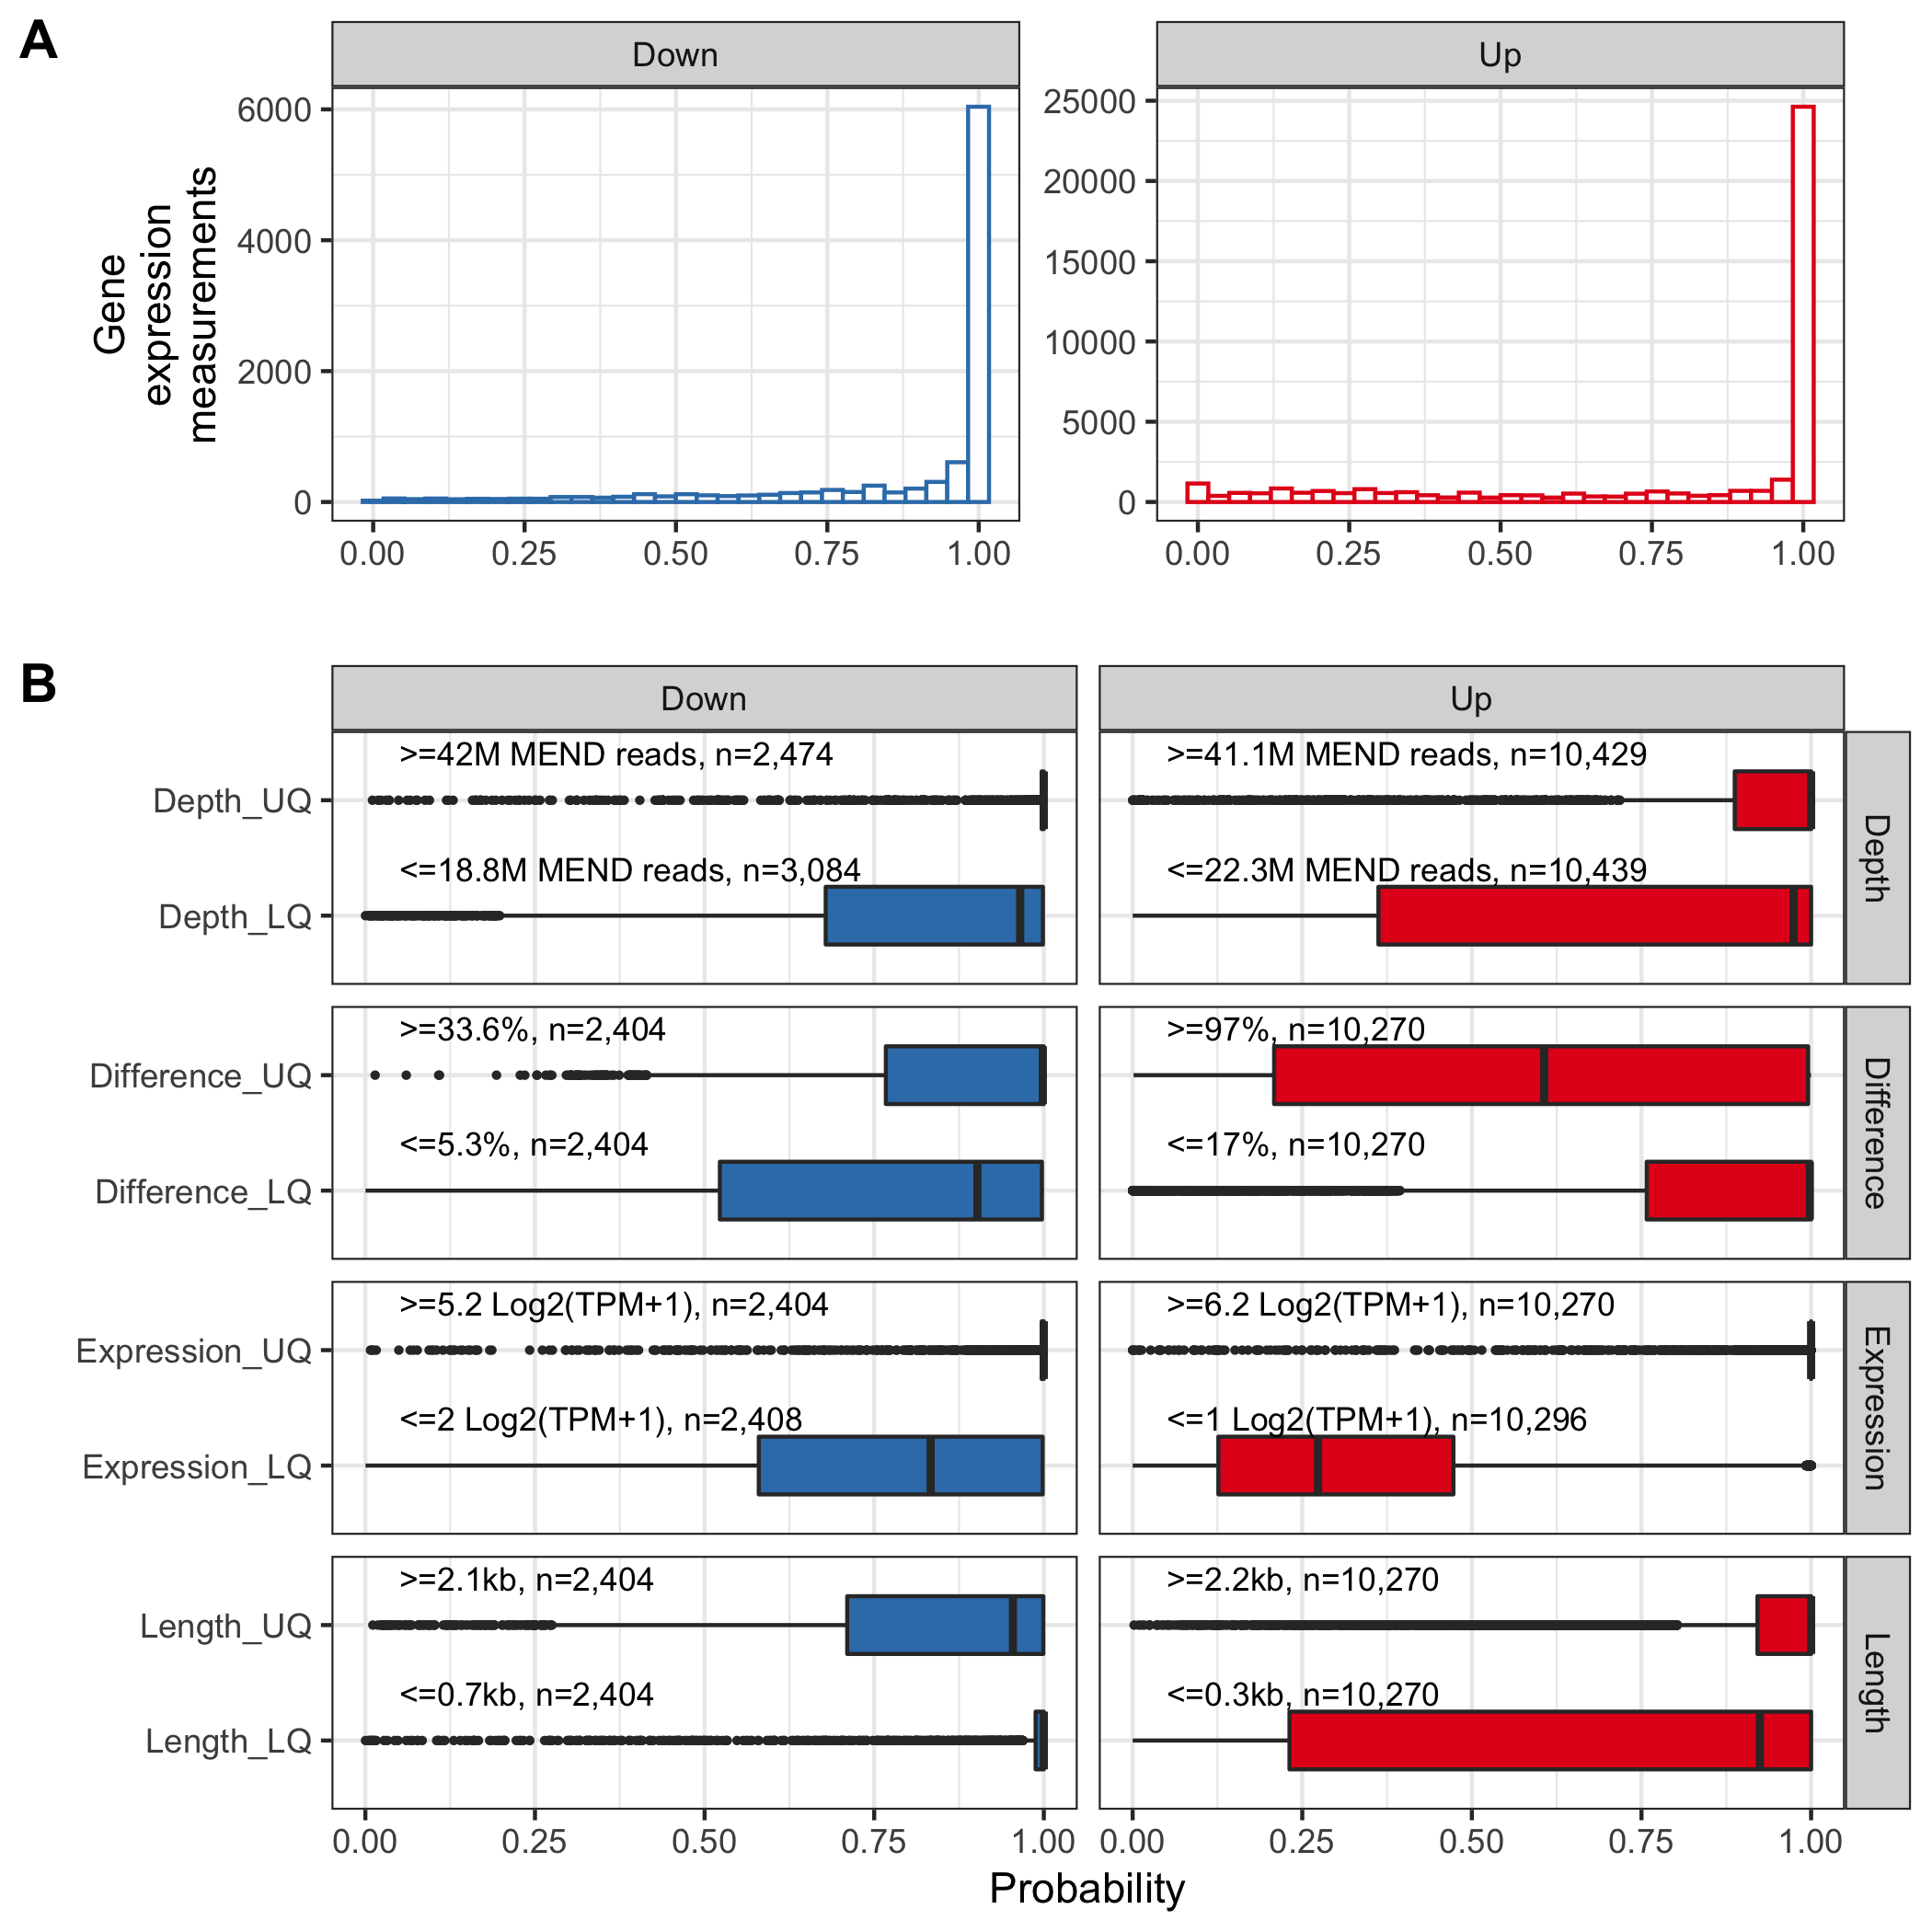 A
Down
Up
Gene
expression
measurements
6000
4000
2000
0
25000
20000
15000
10000
5000
0
0.00 0.25 0.50 0.75 1.00
0.00 0.25 0.50 0.75 1.00
B
Down
Up
Depth_UQ
>=42M MEND reads, n=2,474
>=41.1M MEND reads, n=10,429
Depth_LQ
<=18.8M MEND reads, n=3,084
<=22.3M MEND reads, n=10,439
Depth
Difference_UQ
>=33.6%, n=2,404
>=97%, n=10,270
Difference_LQ
<=5.3%, n=2,404
<=17%, n=10,270
Difference
Expression_UQ
>=5.2 Log2(TPM+1), n=2,404
>=6.2 Log2(TPM+1), n=10,270
Expression_LQ
<=2 Log2(TPM+1), n=2,408
<=1 Log2(TPM+1), n=10,296
Expression
Length_UQ
>=2.1kb, n=2,404
>=2.2kb, n=10,270
Length_LQ
<=0.7kb, n=2,404
<=0.3kb, n=10,270
Length
0.00 0.25 0.50 0.75 1.00
0.00 0.25 0.50 0.75 1.00
Probability